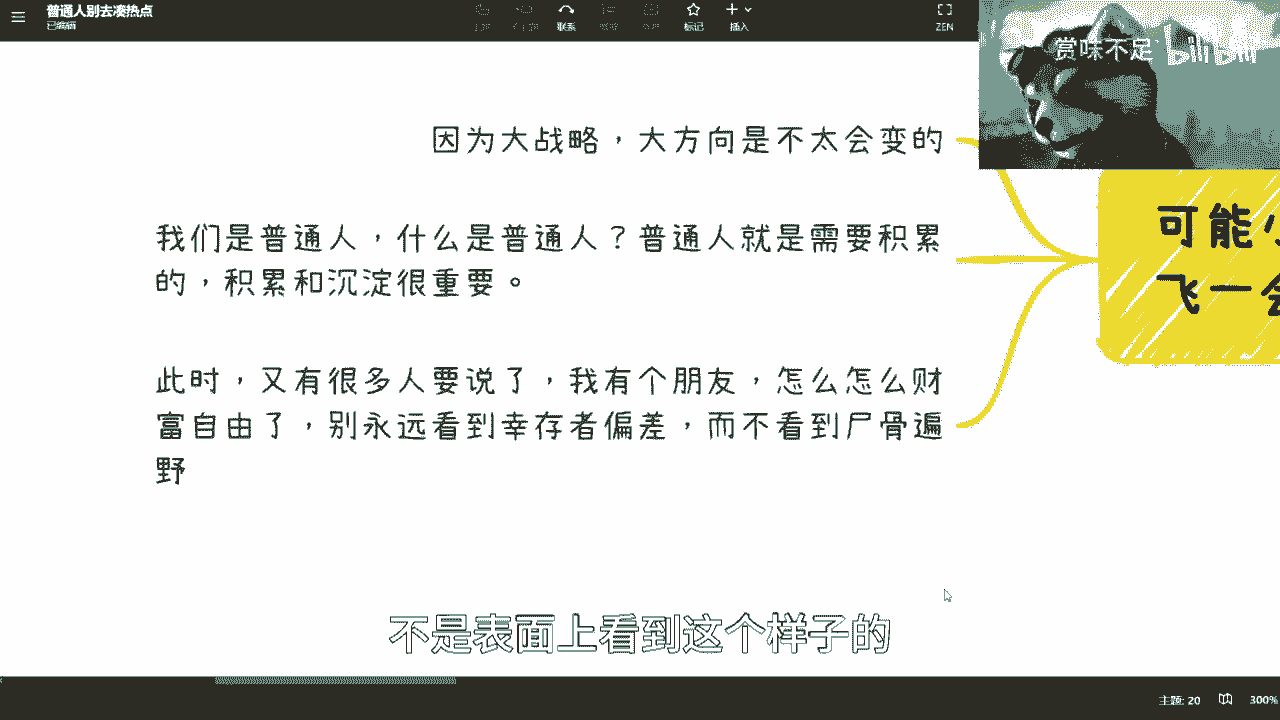 普通人别去凑热点
已编辑
联系
标记
插入
ZEN
赏味不足 bilibili
因为大战略，大方向是不太会变的
我们是普通人，什么是普通人？普通人就是需要积累
的，积累和沉淀很重要。
此时，又有很多人要说了，我有个朋友，怎么怎么财
富自由了，别永远看到幸存者偏差，而不看到尸骨遍
野
可能
飞一
不是表面上看到这个样子的
主题: 20
300%